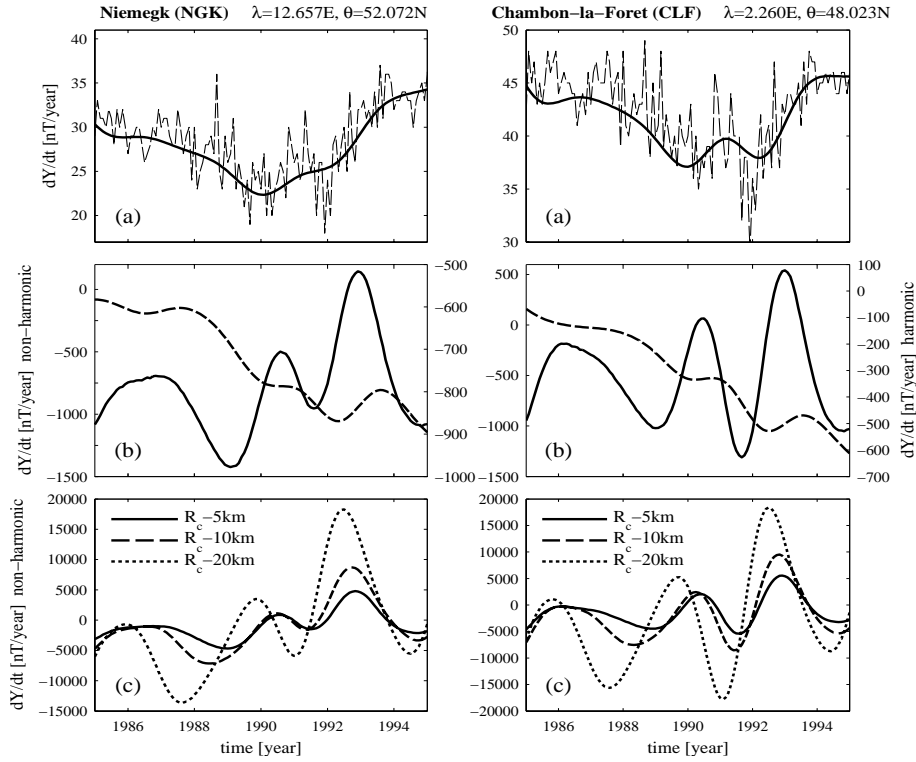 Niemegk (NGK) λ=12.657E, θ=52.072N
Chambon−la−Foret (CLF) λ=2.260E, θ=48.023N
dY/dt [nT/year]
40
35
30
25
20
(a)
50
45
40
35
30
(a)
dY/dt [nT/year] non−harmonic
0
−500
−1000
−1500
−500
−600
−700
−800
−900
−1000
(b)
500
0
−500
−1000
−1500
100
0
−100
−200
−300
−400
−500
−600
−700
(b)
dY/dt [nT/year] harmonic
dY/dt [nT/year] non−harmonic
20000
15000
10000
5000
0
−5000
−10000
−15000
R_c−5km
R_c−10km
R_c−20km
(c)
1986 1988 1990 1992 1994
time [year]
20000
15000
10000
5000
0
−5000
−10000
−15000
−20000
R_c−5km
R_c−10km
R_c−20km
(c)
1986 1988 1990 1992 1994
time [year]